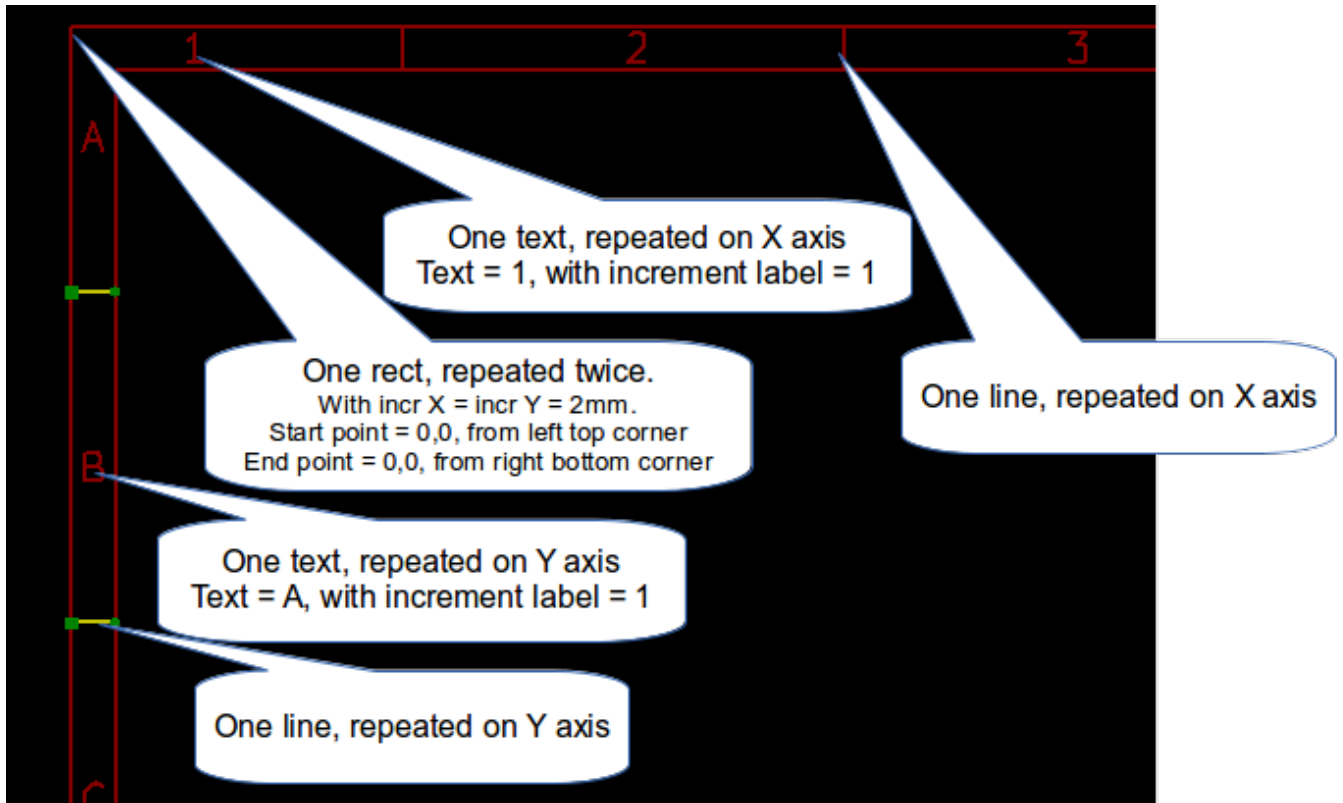 1
2
3
A
One text, repeated on X axis
Text = 1, with increment label = 1
One rect, repeated twice.
With incr X = incr Y = 2mm.
Start point = 0,0, from left top corner
End point = 0,0, from right bottom corner
One line, repeated on X axis
B
One text, repeated on Y axis
Text = A, with increment label = 1
One line, repeated on Y axis
C